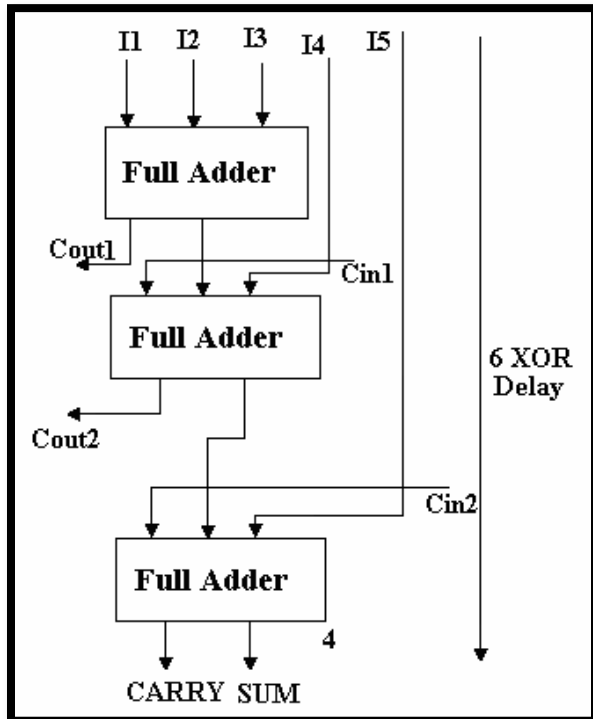 I1 I2 I3 I4 I5
Full Adder
Cout1
Cin1
Full Adder
6 XOR
Delay
Cout2
Cin2
Full Adder
4
CARRY SUM